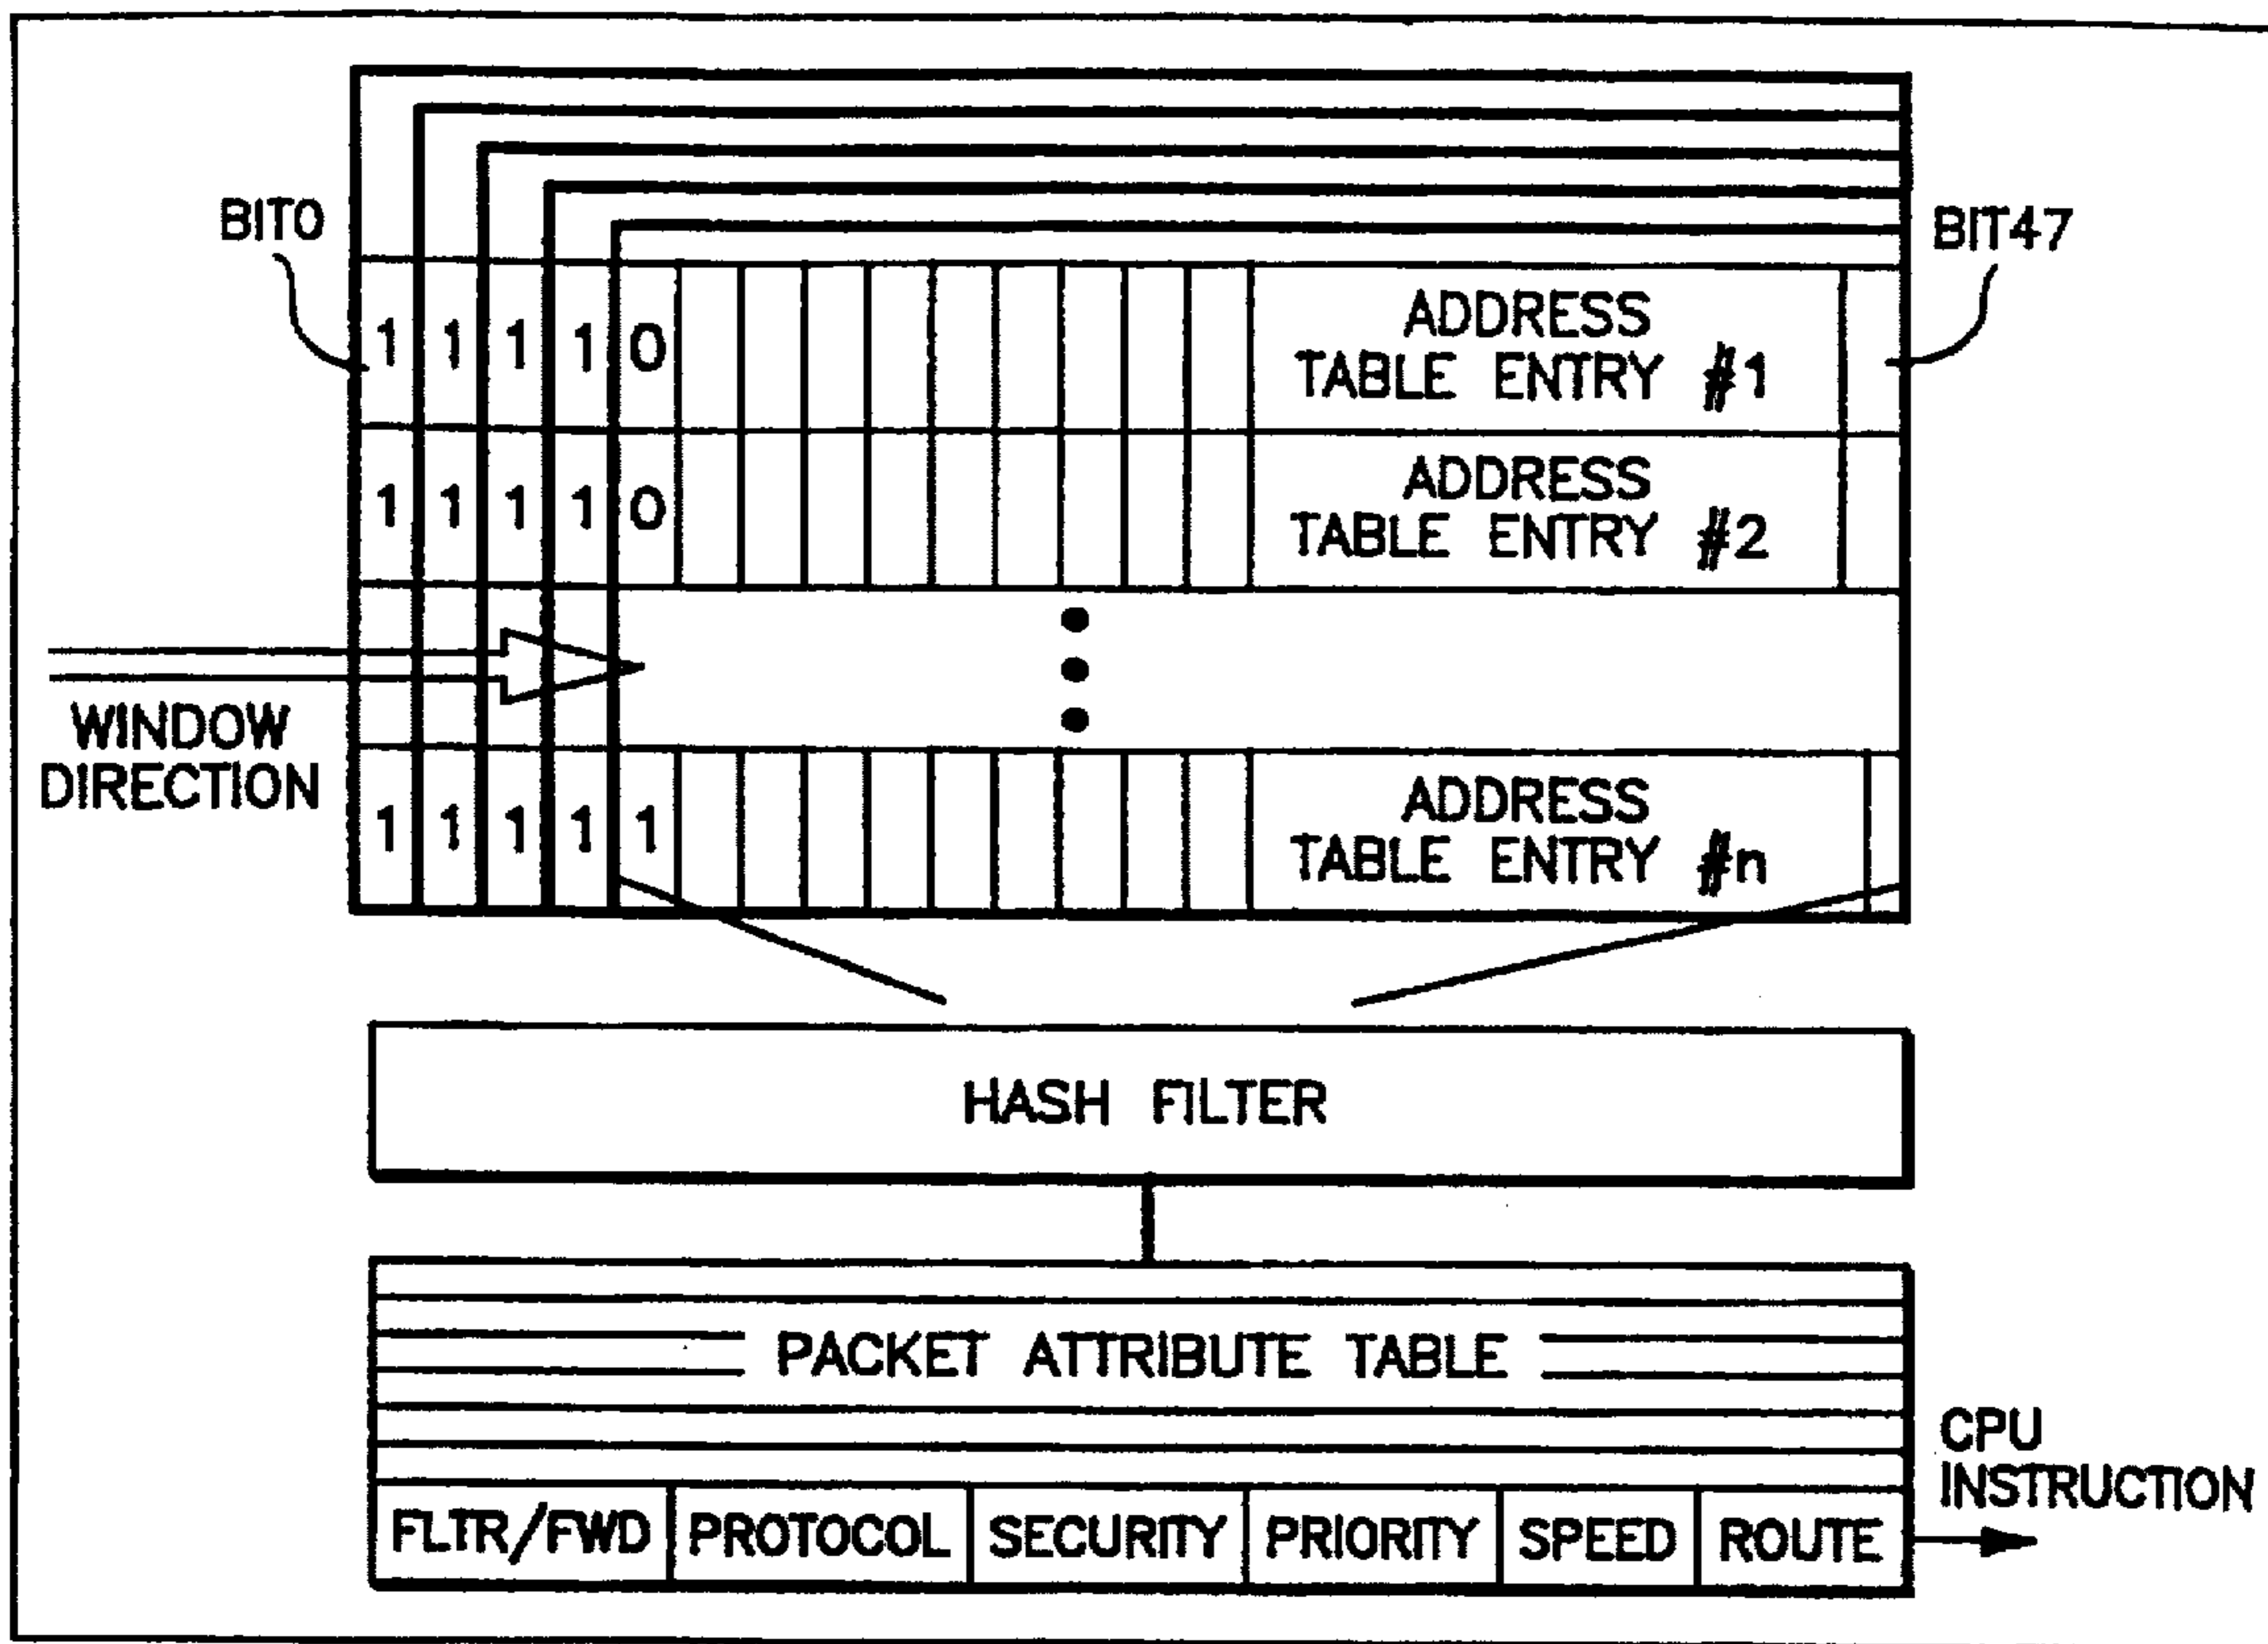 BIT0
BIT47
1 1 1 1 0
ADDRESS
TABLE ENTRY #1
1 1 1 1 0
ADDRESS
TABLE ENTRY #2
WINDOW
DIRECTION
1 1 1 1 1
ADDRESS
TABLE ENTRY #n
HASH FILTER
PACKET ATTRIBUTE TABLE
CPU
INSTRUCTION
FLTR/FWD PROTOCOL SECURITY PRIORITY SPEED ROUTE